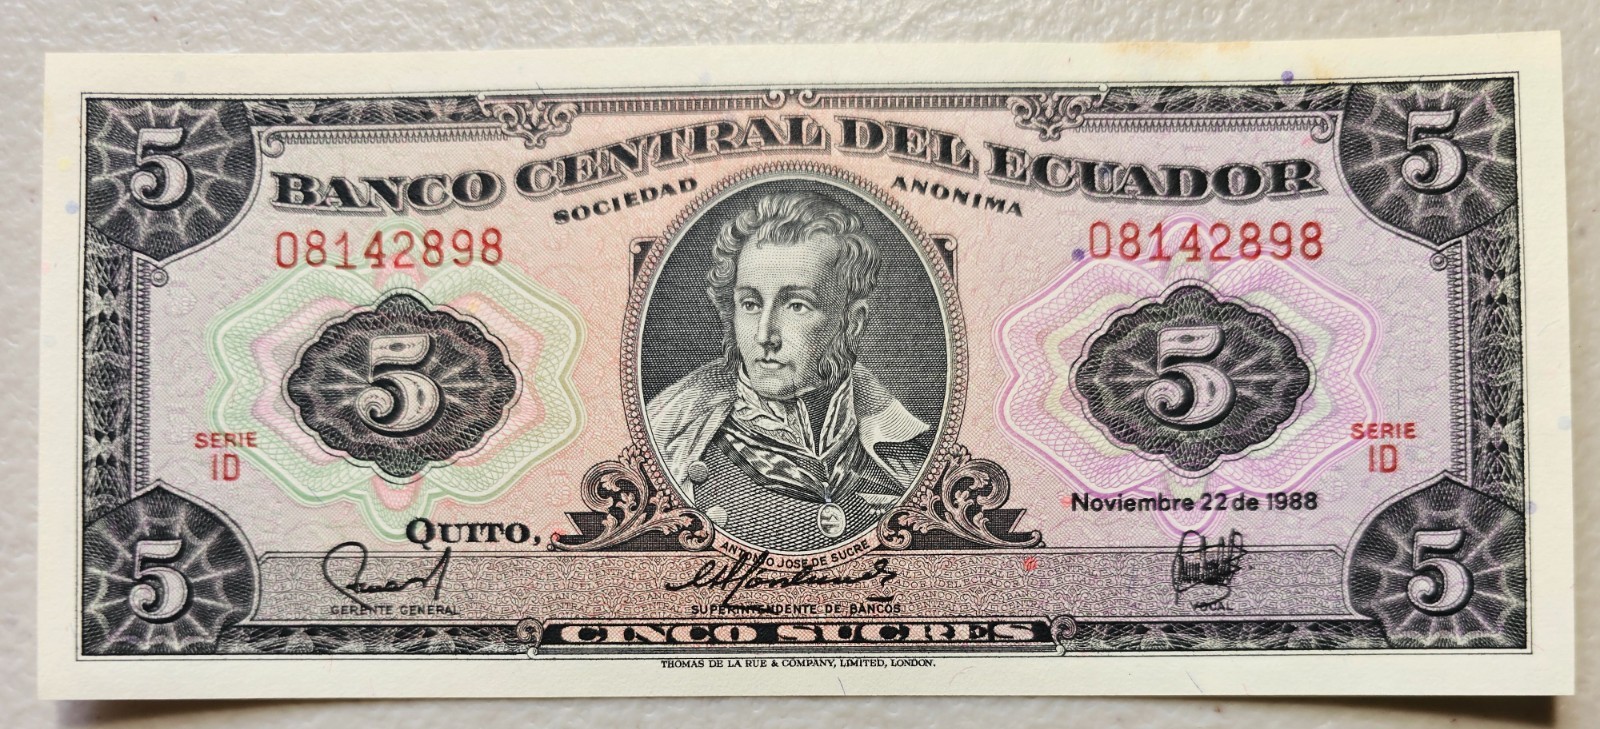 5 5
BANCO CENTRAL DEL ECUADOR
SOCIEDAD ANONIMA
08142898 08142898
5 5
SERIE SERIE
ID ID
Noviembre 22 de 1988
QUITO,
ANTONIO JOSE DE SUCRE
GERENTE GENERAL SUPERINTENDENTE DE BANCOS VOCAL
5 5
CINCO SUCRES
THOMAS DE LA RUE & COMPANY, LIMITED, LONDON.